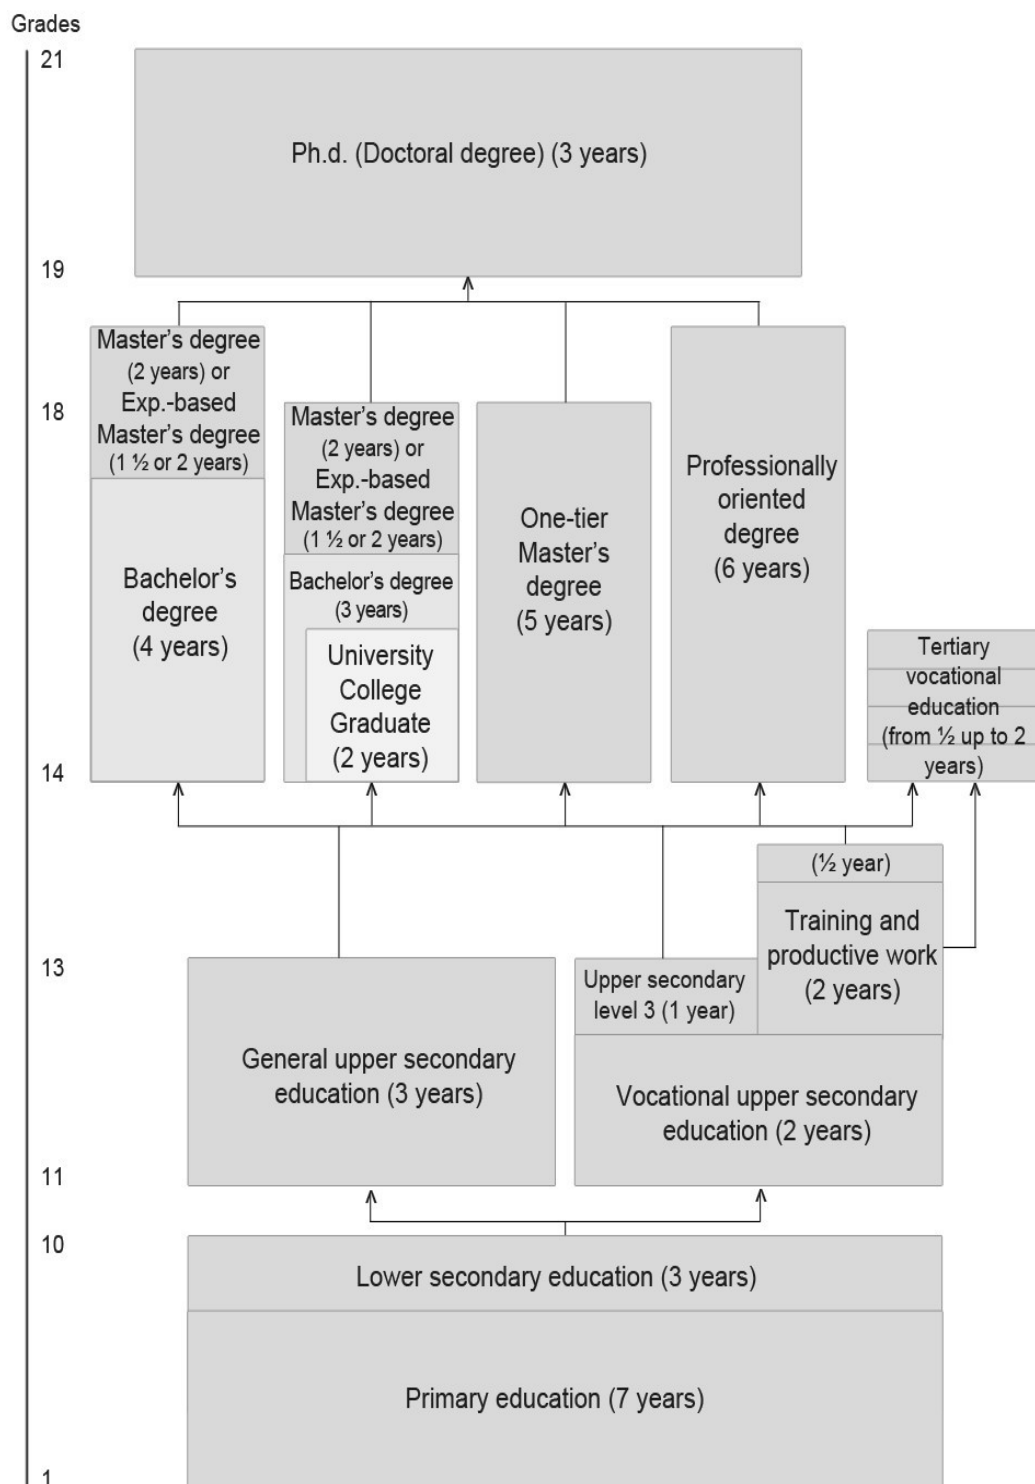 Grades
21
Ph.d. (Doctoral degree) (3 years)
19
Master's degree
(2 years) or
Exp.-based
Master's degree
(1 ½ or 2 years)
18
Master's degree
(2 years) or
Exp.-based
Master's degree
(1 ½ or 2 years)
One-tier
Master's
degree
(5 years)
Professionally
oriented
degree
(6 years)
Bachelor's
degree
(4 years)
Bachelor's degree
(3 years)
University
College
Graduate
(2 years)
Tertiary
vocational
education
(from ½ up to 2
years)
14
(½ year)
Training and
productive work
(2 years)
13
Upper secondary
level 3 (1 year)
General upper secondary
education (3 years)
Vocational upper secondary
education (2 years)
11
10
Lower secondary education (3 years)
Primary education (7 years)
1